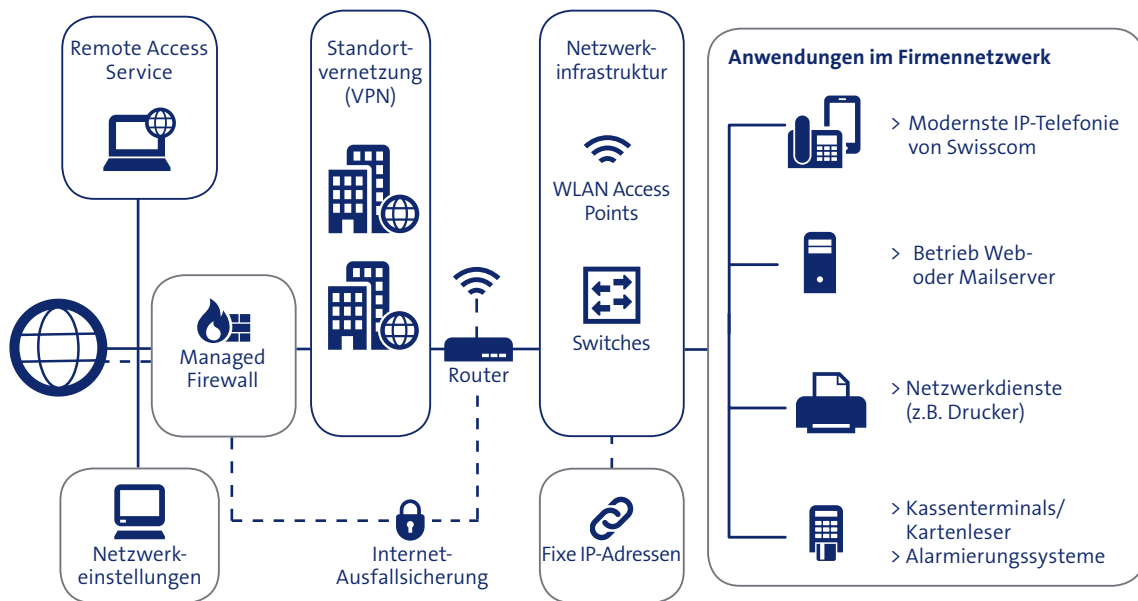 Remote Access
Service
Standort-
vernetzung
(VPN)
Netzwerk-
infrastruktur
WLAN Access
Points
Switches
Managed
Firewall
Router
Netzwerk-
einstellungen
Internet-
Ausfallsicherung
Fixe IP-Adressen
Anwendungen im Firmennetzwerk
> Modernste IP-Telefonie
von Swisscom
> Betrieb Web-
oder Mailserver
> Netzwerkdienste
(z.B. Drucker)
> Kassenterminals/
Kartenleser
> Alarmierungssysteme